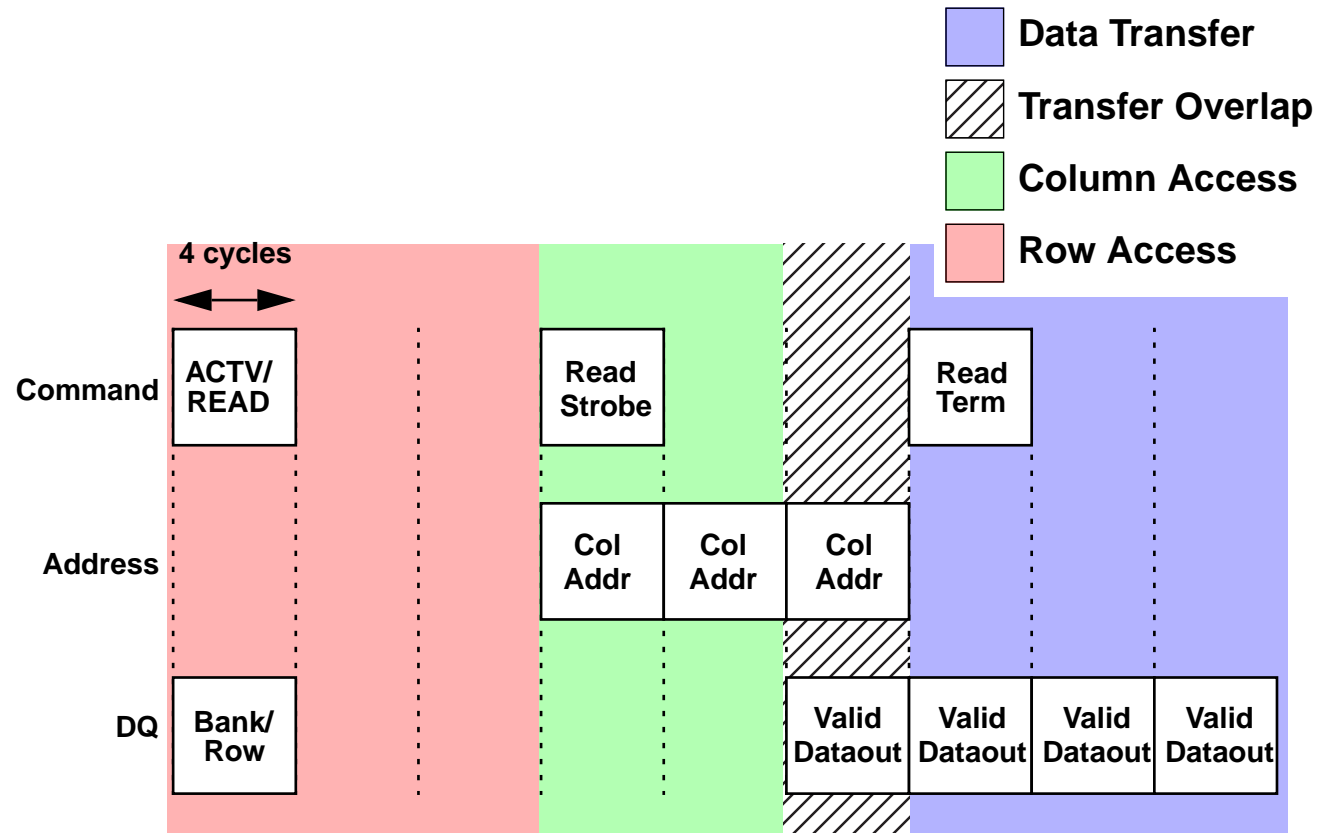 Data Transfer
Transfer Overlap
Column Access
Row Access
4 cycles
Command
ACTV/
READ
Read
Strobe
Read
Term
Address
Col
Addr
Col
Addr
Col
Addr
DQ
Bank/
Row
Valid
Dataout
Valid
Dataout
Valid
Dataout
Valid
Dataout